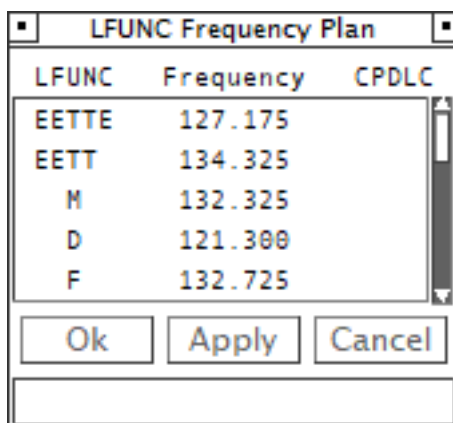 LFUNC Frequency Plan
LFUNC Frequency CPDLC
EETTE 127.175
EETT 134.325
M 132.325
D 121.300
F 132.725
Ok Apply Cancel